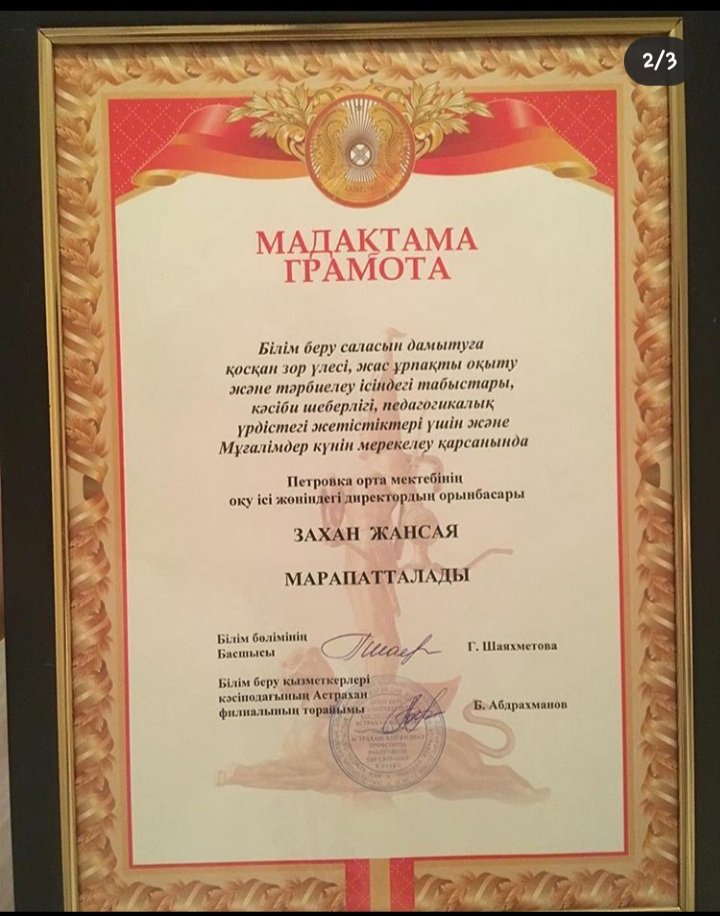 2/3
МАДАҚТАМА
ГРАМОТА
Білім беру саласын дамытуға
қосқан зор үлесі, жас ұрпақты оқыту
және тәрбиелеу ісіндегі табыстары,
кәсіби шеберлігі, педагогикалық
үрдістегі жетістіктері үшін және
Мұғалімдер күнін мерекелеу қарсаңында
Петровка орта мектебінің
оқу ісі жөніндегі директордың орынбасары
ЗАХАН ЖАНСАЯ
МАРАПАТТАЛАДЫ
Білім бөлімінің
Басшысы
Г. Шаяхметова
Білім беру қызметкерлері
кәсіподағының Астрахан
филиалының төрайымы
Б. Абдрахманов